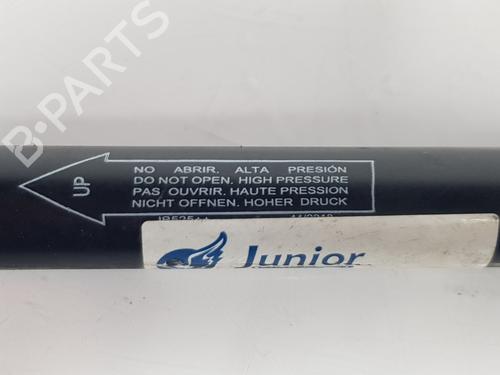 UP
NO ABRIR. ALTA PRESIÓN
DO NOT OPEN. HIGH PRESSURE
PAS. OUVRIR. HAUTE PRESSION
NICHT OFFNEN. HOHER DRUCK
Junior
B-PARTS